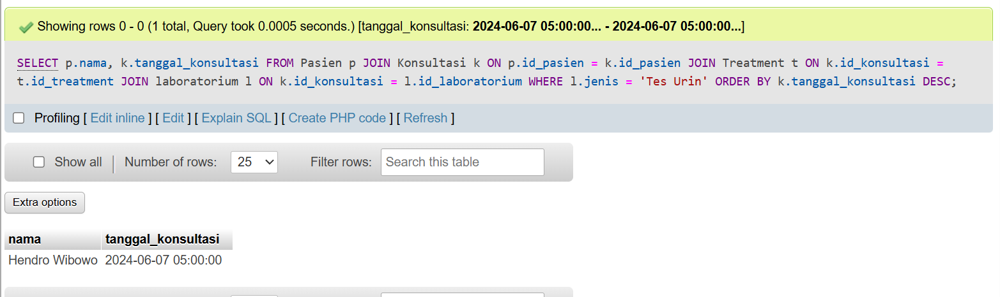 Showing rows 0 - 0 (1 total, Query took 0.0005 seconds.) [tanggal_konsultasi: 2024-06-07 05:00:00... - 2024-06-07 05:00:00...]
SELECT p.nama, k.tanggal_konsultasi FROM Pasien p JOIN Konsultasi k ON p.id_pasien = k.id_pasien JOIN Treatment t ON k.id_konsultasi =
t.id_treatment JOIN laboratorium l ON k.id_konsultasi = l.id_laboratorium WHERE l.jenis = 'Tes Urin' ORDER BY k.tanggal_konsultasi DESC;
Profiling [ Edit inline ] [ Edit ] [ Explain SQL ] [ Create PHP code ] [ Refresh ]
Show all | Number of rows: 25 Filter rows: Search this table
Extra options
nama tanggal_konsultasi
Hendro Wibowo 2024-06-07 05:00:00